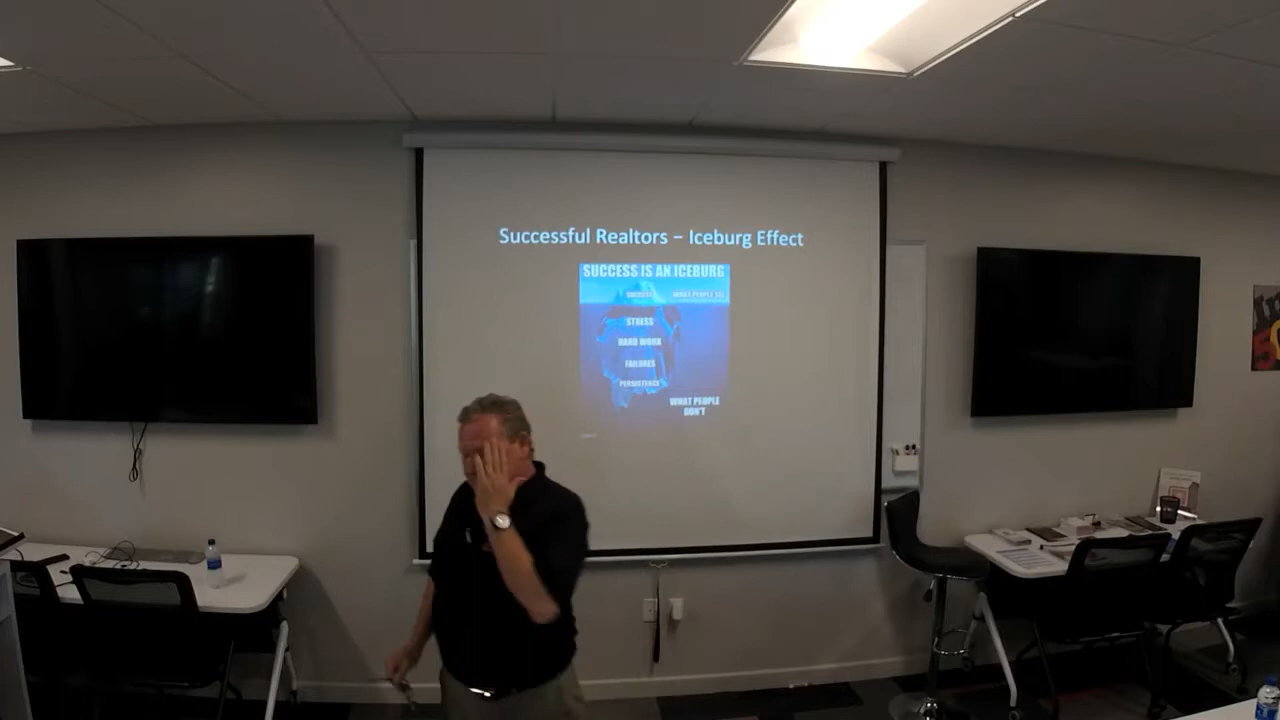 Successful Realtors – Iceburg Effect
SUCCESS IS AN ICEBURG
SUCCESS
WHAT PEOPLE SEE
STRESS
HARD WORK
FAILURES
PERSISTENCE
WHAT PEOPLE
DON'T